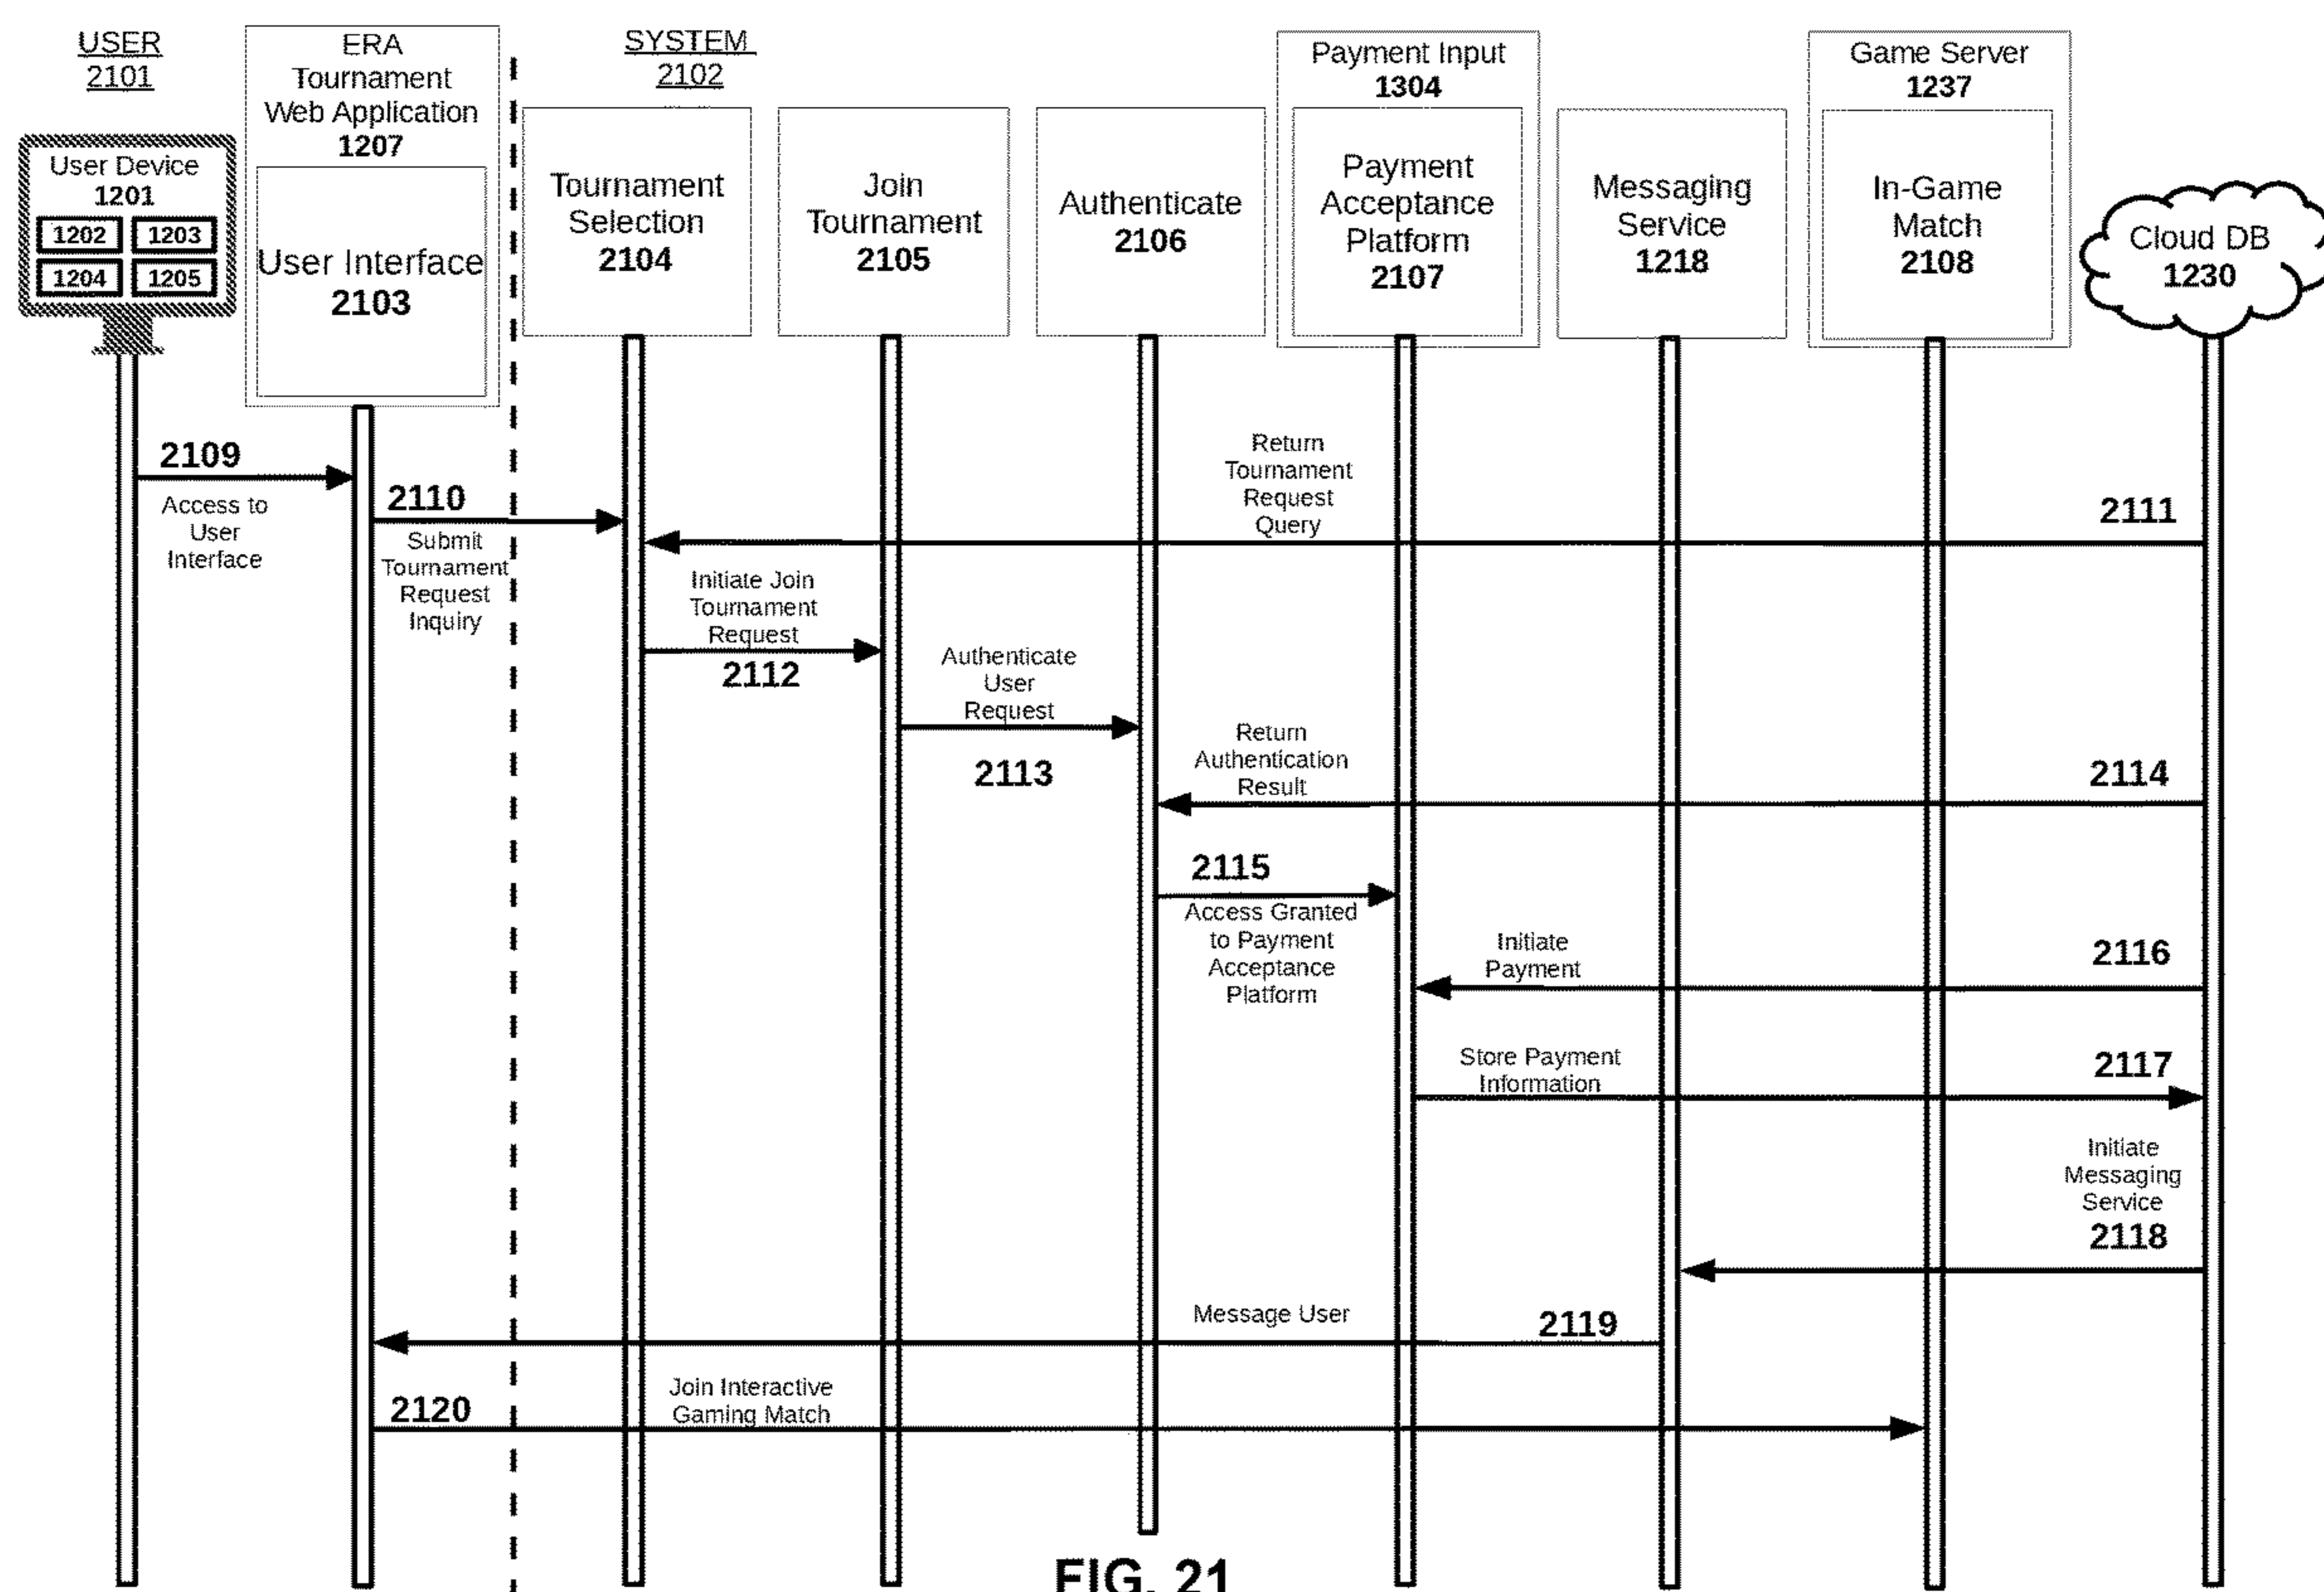 USER
2101
User Device
1201
1202
1203
1204
1205
ERA
Tournament
Web Application
1207
User Interface
2103
SYSTEM
2102
Tournament
Selection
2104
Join
Tournament
2105
Authenticate
2106
Payment Input
1304
Payment
Acceptance
Platform
2107
Messaging
Service
1218
Game Server
1237
In-Game
Match
2108
Cloud DB
1230
2109
Access to
User
Interface
2110
Submit
Tournament
Request
Inquiry
Return
Tournament
Request
Query
2111
Initiate Join
Tournament
Request
2112
Authenticate
User
Request
2113
Return
Authentication
Result
2114
2115
Access Granted
to Payment
Acceptance
Platform
Initiate
Payment
2116
Store Payment
Information
2117
Initiate
Messaging
Service
2118
Message User
2119
2120
Join Interactive
Gaming Match
FIG. 21